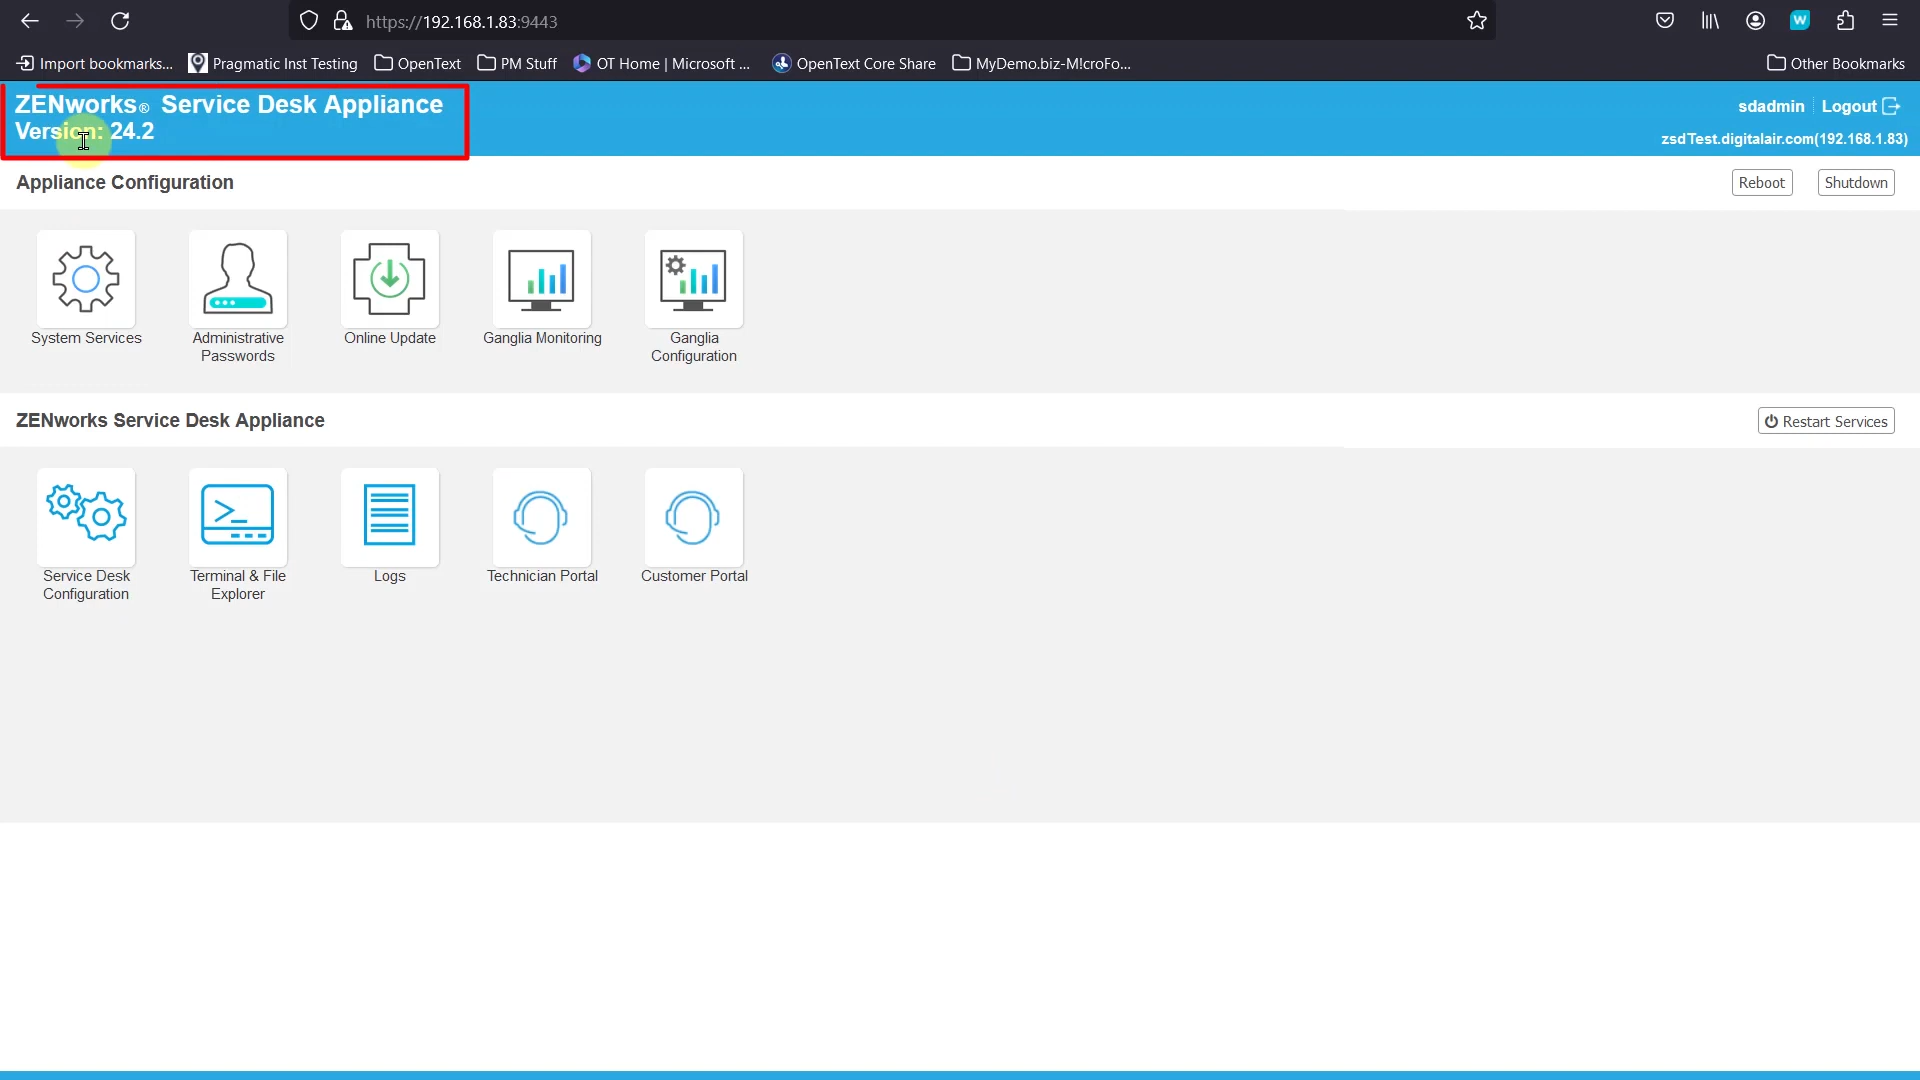 https://192.168.1.83:9443
Import bookmarks...
Pragmatic Inst Testing
OpenText
PM Stuff
OT Home | Microsoft ...
OpenText Core Share
MyDemo.biz-M!croFo...
Other Bookmarks
ZENworks® Service Desk Appliance
Version: 24.2
sdadmin
Logout
zsdTest.digitalair.com(192.168.1.83)
Appliance Configuration
Reboot
Shutdown
System Services
Administrative
Passwords
Online Update
Ganglia Monitoring
Ganglia
Configuration
ZENworks Service Desk Appliance
Restart Services
Service Desk
Configuration
Terminal & File
Explorer
Logs
Technician Portal
Customer Portal